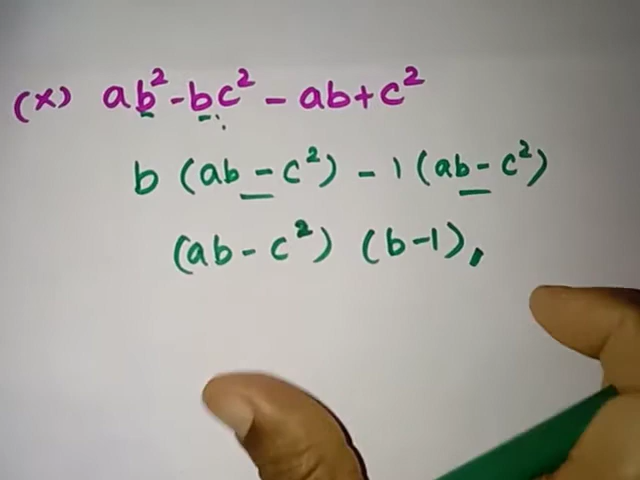 (x) ab² - bc² - ab + c²
b (ab - c²) - 1 (ab - c²)
(ab - c²) (b - 1),